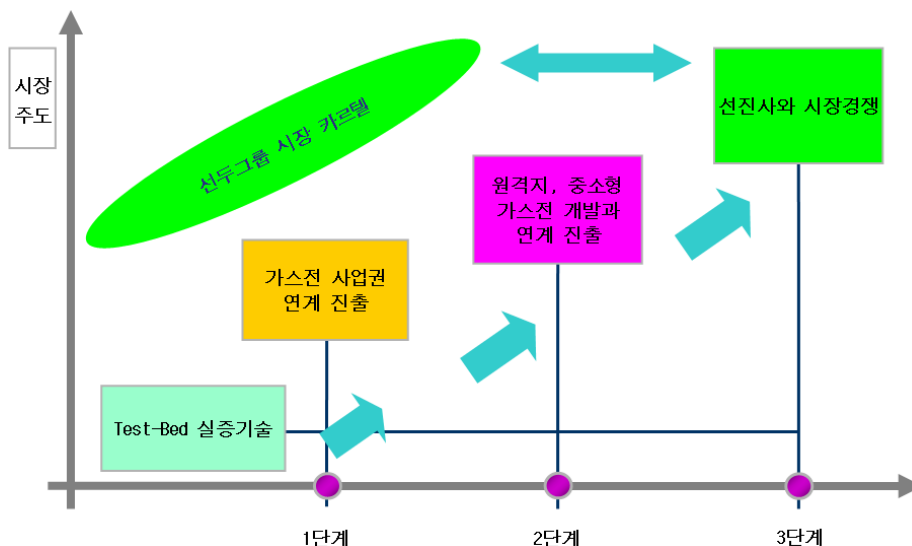 시장
주도
선두그룹 시장 카르텔
선진사와 시장경쟁
원격지, 중소형
가스전 개발과
연계 진출
가스전 사업권
연계 진출
Test-Bed 실증기술
1단계
2단계
3단계